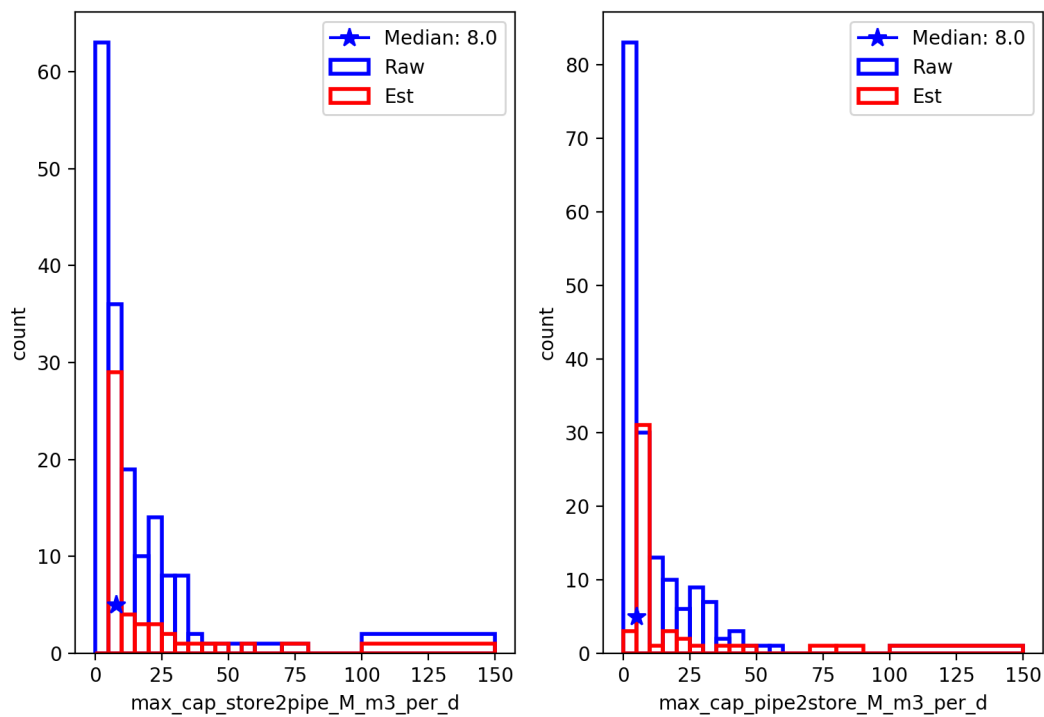 Median: 8.0
Raw
Est
60
50
40
30
20
10
0
count
0 25 50 75 100 125 150
max_cap_store2pipe_M_m3_per_d
Median: 8.0
Raw
Est
80
70
60
50
40
30
20
10
0
count
0 25 50 75 100 125 150
max_cap_pipe2store_M_m3_per_d